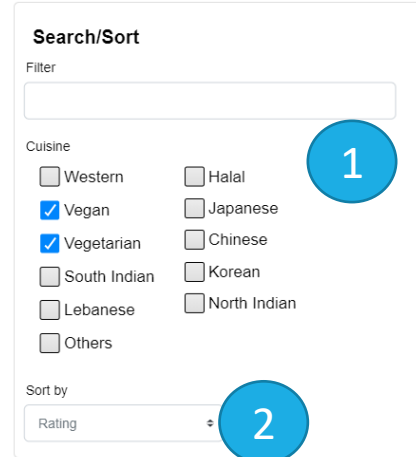 Search/Sort
Filter
Cuisine
1
Western
Halal
Vegan
Japanese
Vegetarian
Chinese
South Indian
Korean
Lebanese
North Indian
Others
Sort by
Rating
2